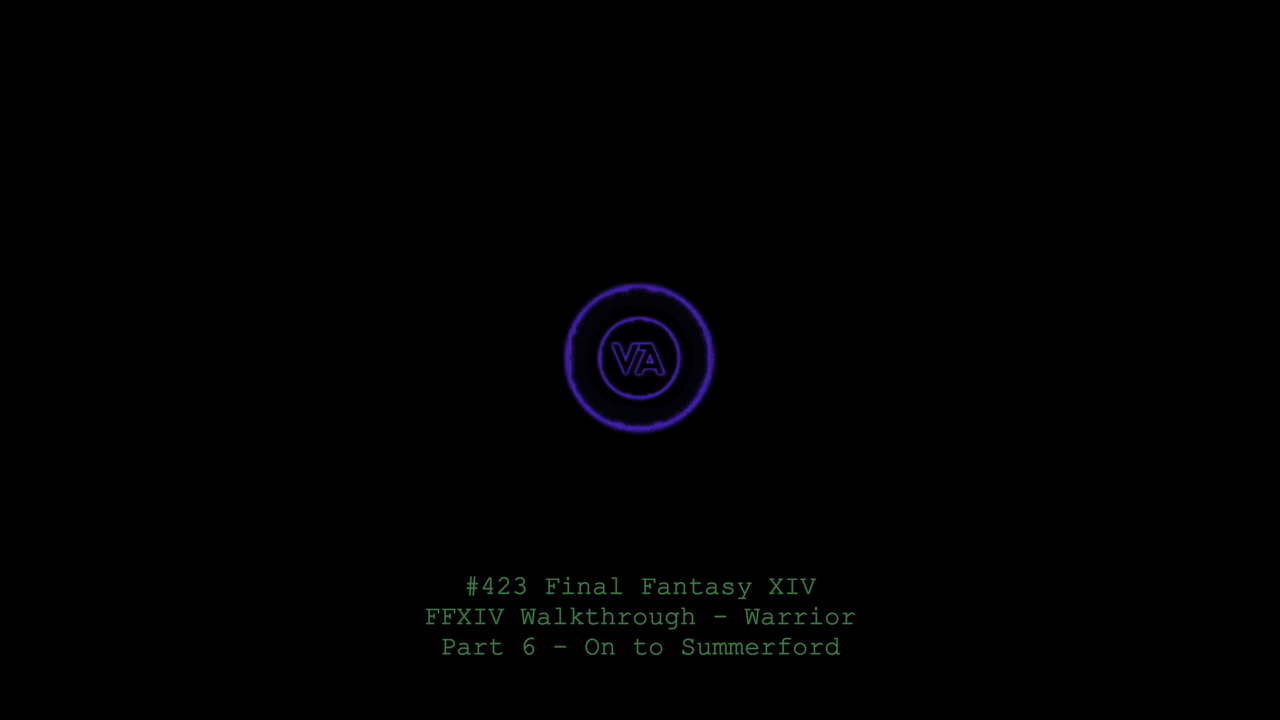 VA
#423 Final Fantasy XIV
FFXIV Walkthrough - Warrior
Part 6 - On to Summerford